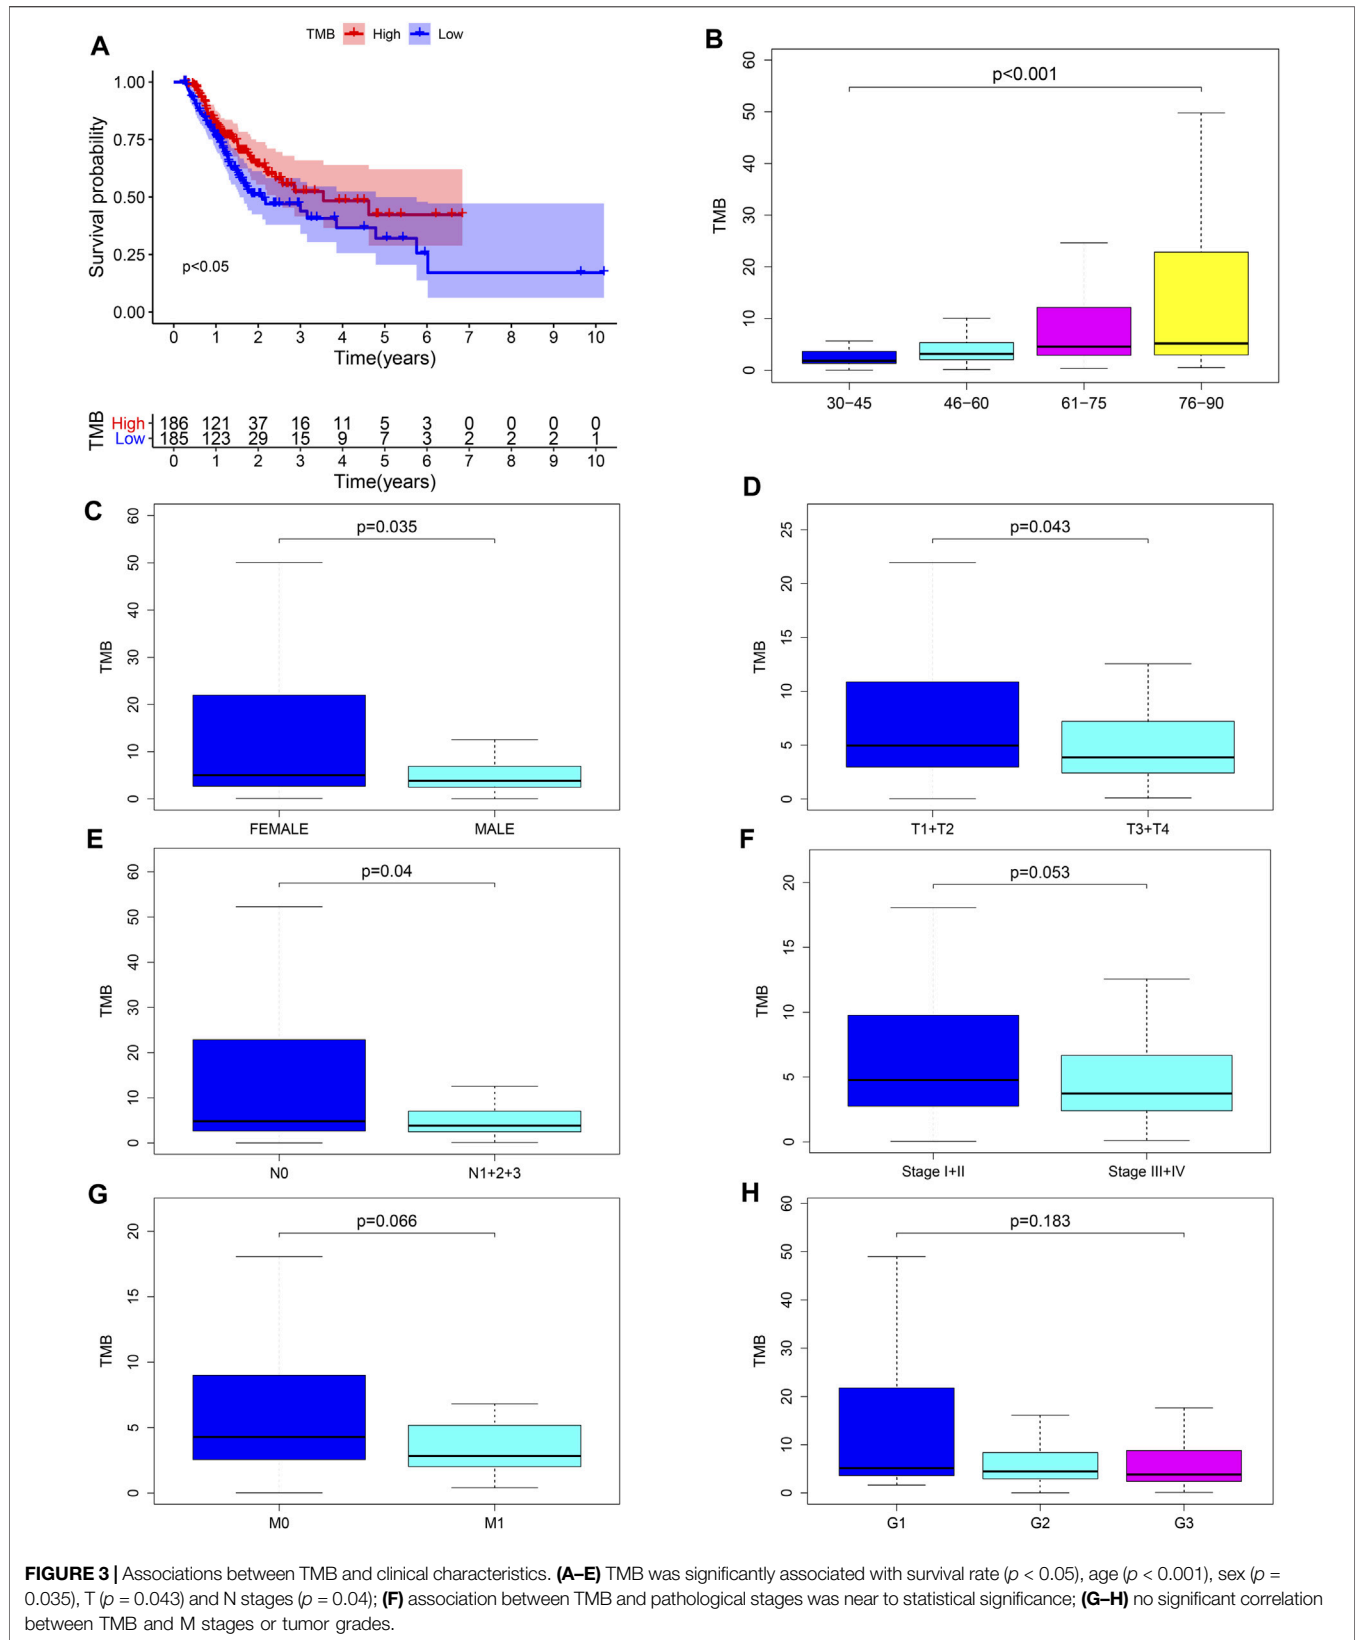 A
TMB High Low
Survival probability
1.00
0.75
0.50
0.25
0.00
p<0.05
0 1 2 3 4 5 6 7 8 9 10
Time(years)
TMB
High 186 121 37 16 11 5 3 0 0 0 0
Low 185 123 29 15 9 7 3 2 2 2 1
0 1 2 3 4 5 6 7 8 9 10
Time(years)
B
TMB
60
50
40
30
20
10
0
p<0.001
30-45 46-60 61-75 76-90
C
TMB
60
50
40
30
20
10
0
p=0.035
FEMALE MALE
D
TMB
25
20
15
10
5
0
p=0.043
T1+T2 T3+T4
E
TMB
60
50
40
30
20
10
0
p=0.04
N0 N1+2+3
F
TMB
20
15
10
5
0
p=0.053
Stage I+II Stage III+IV
G
TMB
20
15
10
5
0
p=0.066
M0 M1
H
TMB
60
50
40
30
20
10
0
p=0.183
G1 G2 G3
FIGURE 3 | Associations between TMB and clinical characteristics. (A–E) TMB was significantly associated with survival rate (p < 0.05), age (p < 0.001), sex (p =
0.035), T (p = 0.043) and N stages (p = 0.04); (F) association between TMB and pathological stages was near to statistical significance; (G–H) no significant correlation
between TMB and M stages or tumor grades.